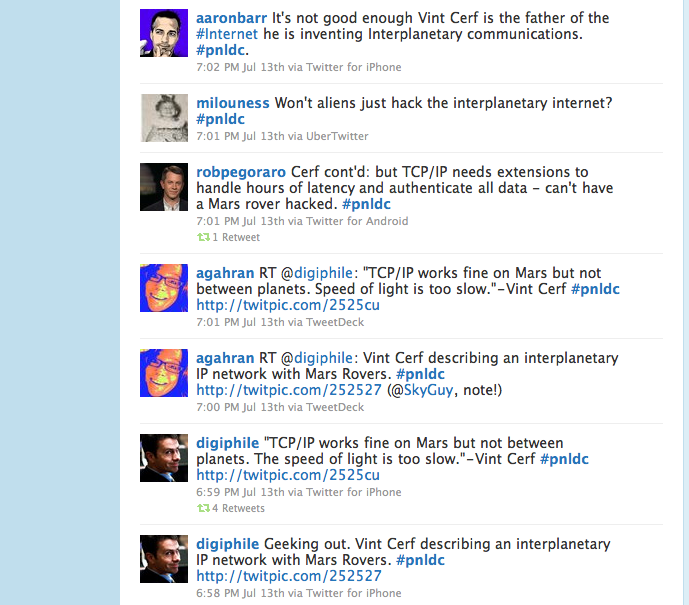 aaronbarr It's not good enough Vint Cerf is the father of the
#Internet he is inventing Interplanetary communications.
#pnldc.
7:02 PM Jul 13th via Twitter for iPhone
milouness Won't aliens just hack the interplanetary internet?
#pnldc
7:01 PM Jul 13th via UberTwitter
robpegoraro Cerf cont'd: but TCP/IP needs extensions to
handle hours of latency and authenticate all data - can't have
a Mars rover hacked. #pnldc
7:01 PM Jul 13th via Twitter for Android
1 Retweet
agahran RT @digiphile: "TCP/IP works fine on Mars but not
between planets. Speed of light is too slow."-Vint Cerf #pnldc
http://twitpic.com/2525cu
7:01 PM Jul 13th via TweetDeck
agahran RT @digiphile: Vint Cerf describing an interplanetary
IP network with Mars Rovers. #pnldc
http://twitpic.com/252527 (@SkyGuy, note!)
7:00 PM Jul 13th via TweetDeck
digiphile "TCP/IP works fine on Mars but not between
planets. The speed of light is too slow."-Vint Cerf #pnldc
http://twitpic.com/2525cu
6:59 PM Jul 13th via Twitter for iPhone
4 Retweets
digiphile Geeking out. Vint Cerf describing an interplanetary
IP network with Mars Rovers. #pnldc
http://twitpic.com/252527
6:58 PM Jul 13th via Twitter for iPhone